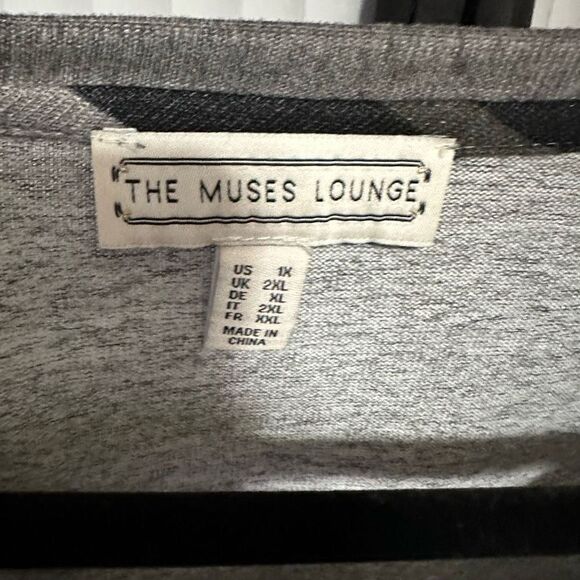 THE MUSES LOUNGE
US 1X
UK 2XL
DE XL
IT 2XL
FR XXL
MADE IN
CHINA